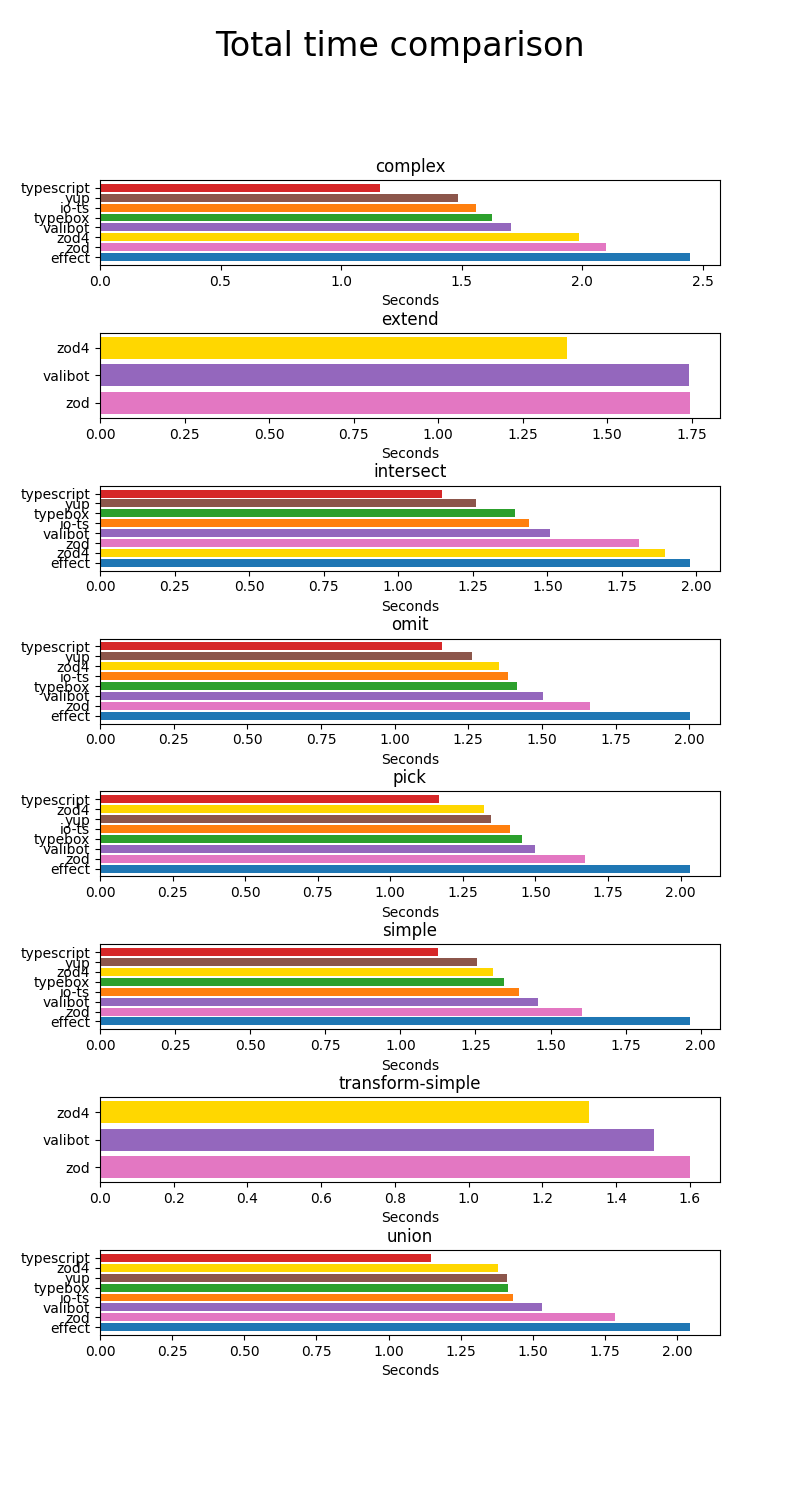 Total time comparison
complex
typescript
yup
io-ts
typebox
valibot
zod4
zod
effect
0.0 0.5 1.0 1.5 2.0 2.5
Seconds
extend
zod4
valibot
zod
0.00 0.25 0.50 0.75 1.00 1.25 1.50 1.75
Seconds
intersect
typescript
yup
typebox
io-ts
valibot
zod
zod4
effect
0.00 0.25 0.50 0.75 1.00 1.25 1.50 1.75 2.00
Seconds
omit
typescript
yup
zod4
io-ts
typebox
valibot
zod
effect
0.00 0.25 0.50 0.75 1.00 1.25 1.50 1.75 2.00
Seconds
pick
typescript
zod4
yup
io-ts
typebox
valibot
zod
effect
0.00 0.25 0.50 0.75 1.00 1.25 1.50 1.75 2.00
Seconds
simple
typescript
yup
zod4
typebox
io-ts
valibot
zod
effect
0.00 0.25 0.50 0.75 1.00 1.25 1.50 1.75 2.00
Seconds
transform-simple
zod4
valibot
zod
0.0 0.2 0.4 0.6 0.8 1.0 1.2 1.4 1.6
Seconds
union
typescript
zod4
yup
typebox
io-ts
valibot
zod
effect
0.00 0.25 0.50 0.75 1.00 1.25 1.50 1.75 2.00
Seconds